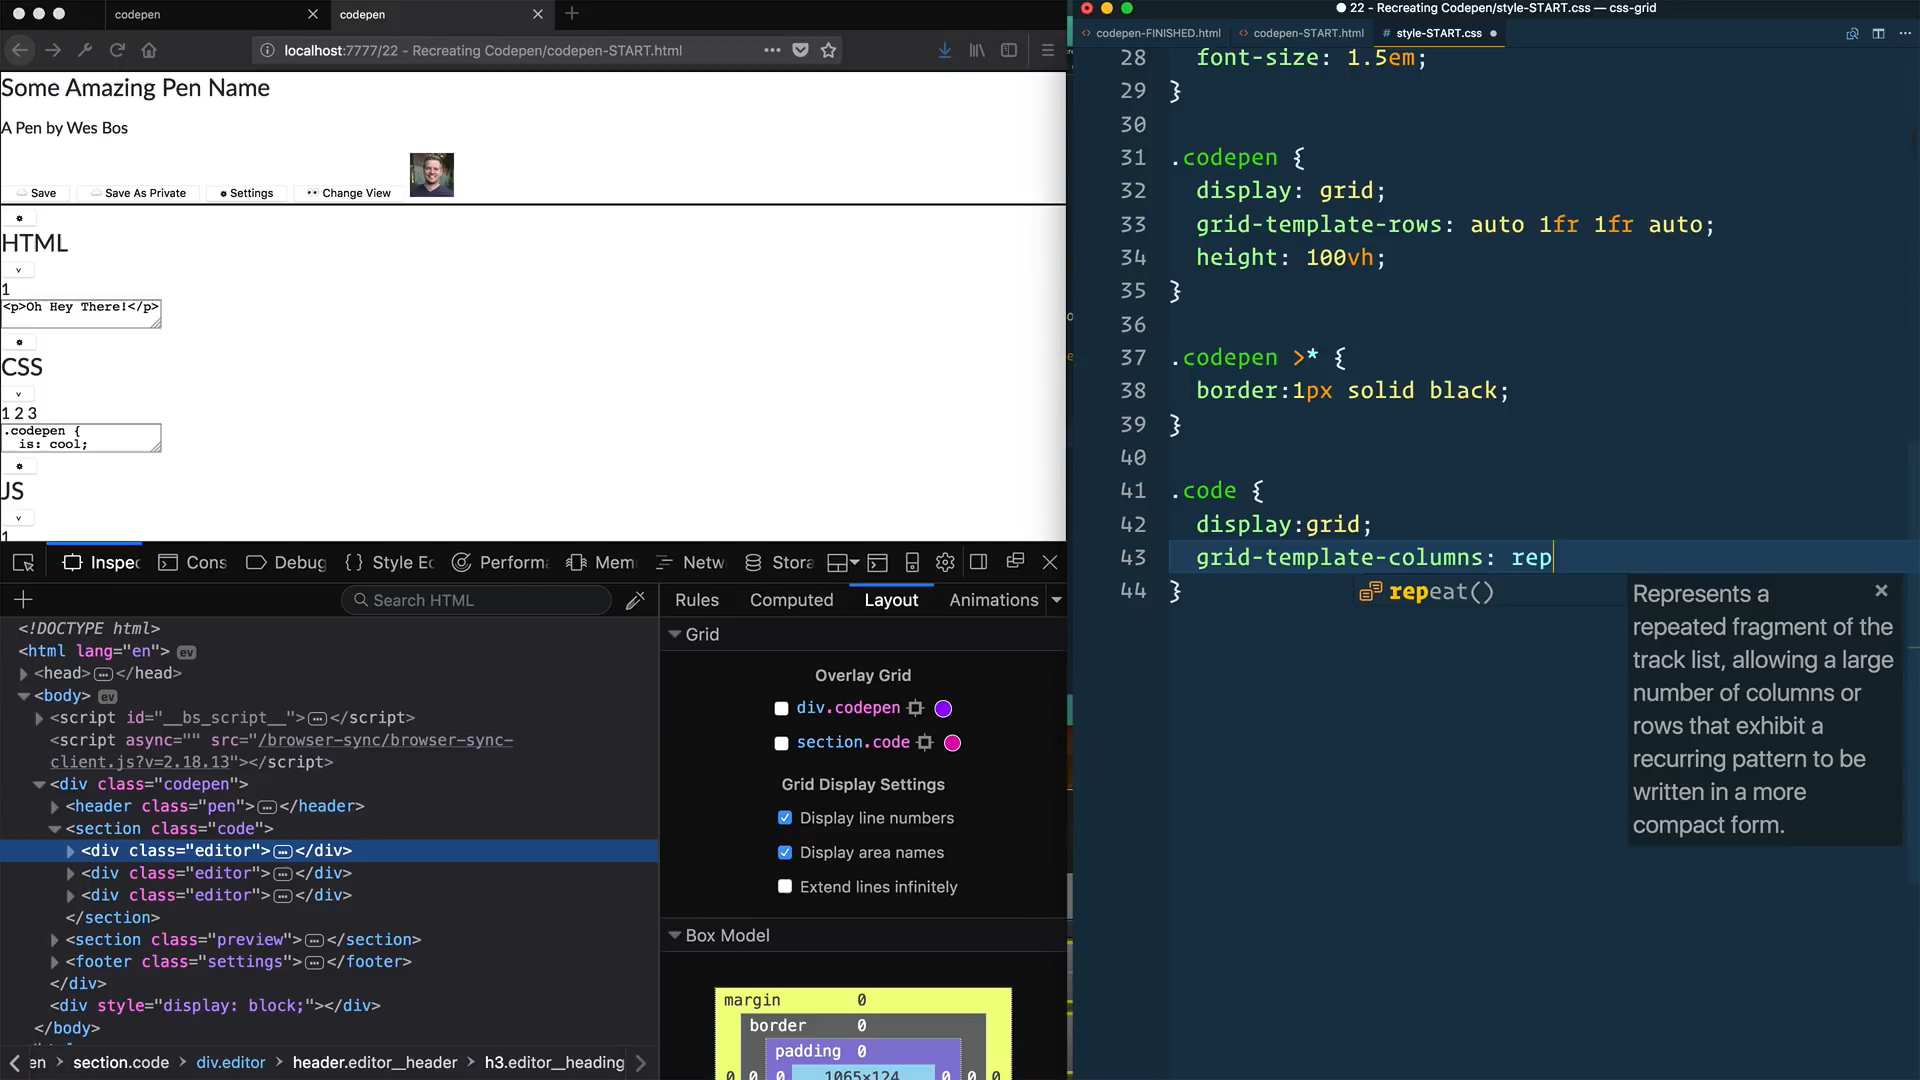 codepen
codepen
localhost:7777/22 - Recreating Codepen/codepen-START.html
Some Amazing Pen Name
A Pen by Wes Bos
Save
Save As Private
Settings
Change View
HTML
v
1
<p>Oh Hey There!</p>
CSS
v
1 2 3
.codepen {
is: cool;
JS
v
1
Inspec
Cons
Debug
Style E
Performa
Mem
Netw
Stora
Search HTML
<!DOCTYPE html>
<html lang="en"> ev
<head></head>
<body> ev
<script id="__bs_script__"></script>
<script async="" src="/browser-sync/browser-sync-
client.js?v=2.18.13"></script>
<div class="codepen">
<header class="pen"></header>
<section class="code">
<div class="editor"></div>
<div class="editor"></div>
<div class="editor"></div>
</section>
<section class="preview"></section>
<footer class="settings"></footer>
</div>
<div style="display: block;"></div>
</body>
en
section.code
div.editor
header.editor__header
h3.editor__heading
Rules
Computed
Layout
Animations
Grid
Overlay Grid
div.codepen
section.code
Grid Display Settings
Display line numbers
Display area names
Extend lines infinitely
Box Model
margin 0
border 0
padding 0
0 0 0 1065×124 0 0 0
22 - Recreating Codepen/style-START.css — css-grid
codepen-FINISHED.html
codepen-START.html
# style-START.css
28 font-size: 1.5em;
29 }
30
31 .codepen {
32 display: grid;
33 grid-template-rows: auto 1fr 1fr auto;
34 height: 100vh;
35 }
36
37 .codepen >* {
38 border:1px solid black;
39 }
40
41 .code {
42 display:grid;
43 grid-template-columns: rep
44 }
repeat()
Represents a
repeated fragment of the
track list, allowing a large
number of columns or
rows that exhibit a
recurring pattern to be
written in a more
compact form.